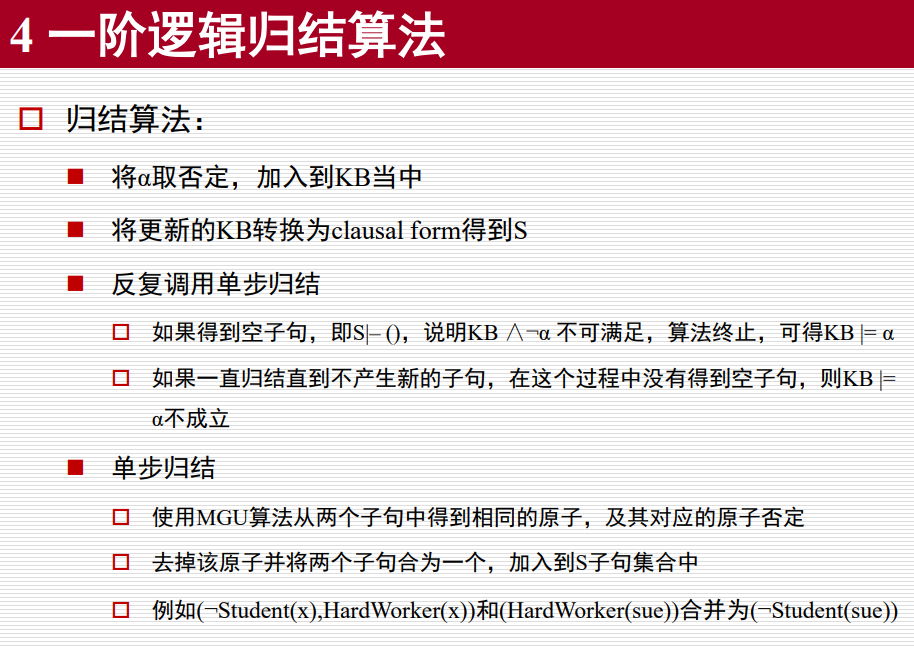 4 一阶逻辑归结算法
归结算法：
将α取否定，加入到KB当中
将更新的KB转换为clausal form得到S
反复调用单步归结
如果得到空子句，即S|– ()，说明KB ∧¬α 不可满足，算法终止，可得KB |= α
如果一直归结直到不产生新的子句，在这个过程中没有得到空子句，则KB |=
α不成立
单步归结
使用MGU算法从两个子句中得到相同的原子，及其对应的原子否定
去掉该原子并将两个子句合为一个，加入到S子句集合中
例如(¬Student(x),HardWorker(x))和(HardWorker(sue))合并为(¬Student(sue))